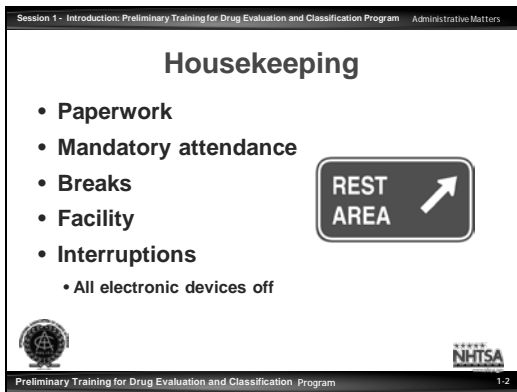 Session 1 - Introduction: Preliminary Training for Drug Evaluation and Classification Program Administrative Matters
Housekeeping
• Paperwork
• Mandatory attendance
• Breaks
• Facility
• Interruptions
• All electronic devices off
REST
AREA
NHTSA
Preliminary Training for Drug Evaluation and Classification Program 1-2